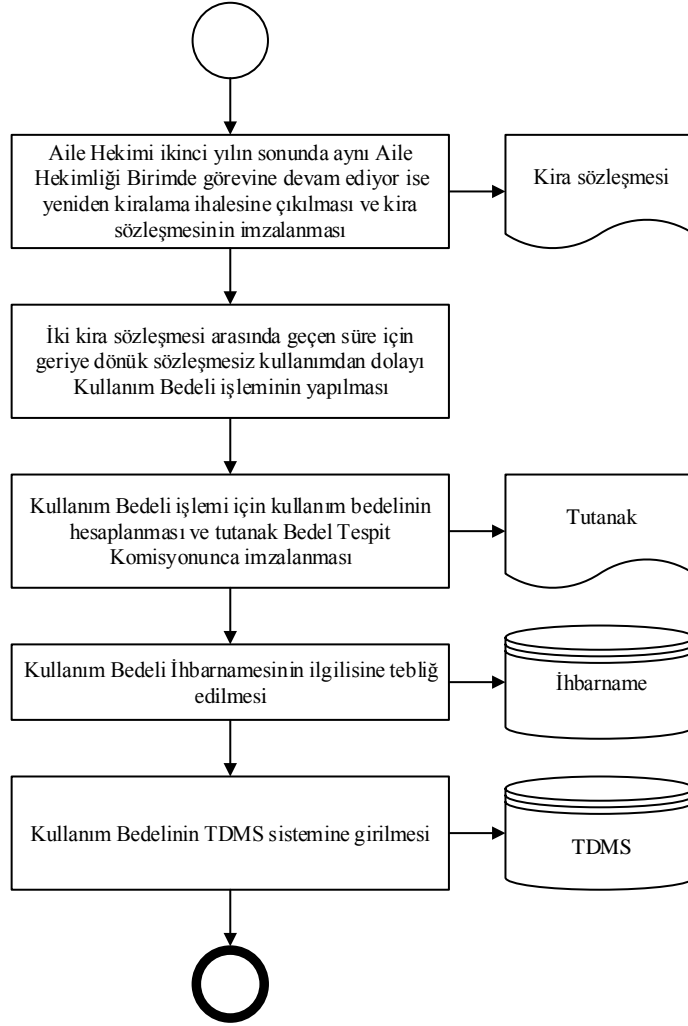 Aile Hekimi ikinci yılın sonunda aynı Aile
Hekimliği Birimde görevine devam ediyor ise
yeniden kiralama ihalesine çıkılması ve kira
sözleşmesinin imzalanması
Kira sözleşmesi
İki kira sözleşmesi arasında geçen süre için
geriye dönük sözleşmesiz kullanımdan dolayı
Kullanım Bedeli işleminin yapılması
Kullanım Bedeli işlemi için kullanım bedelinin
hesaplanması ve tutanak Bedel Tespit
Komisyonunca imzalanması
Tutanak
Kullanım Bedeli İhbarnamesinin ilgilisine tebliğ
edilmesi
İhbarname
Kullanım Bedelinin TDMS sistemine girilmesi
TDMS